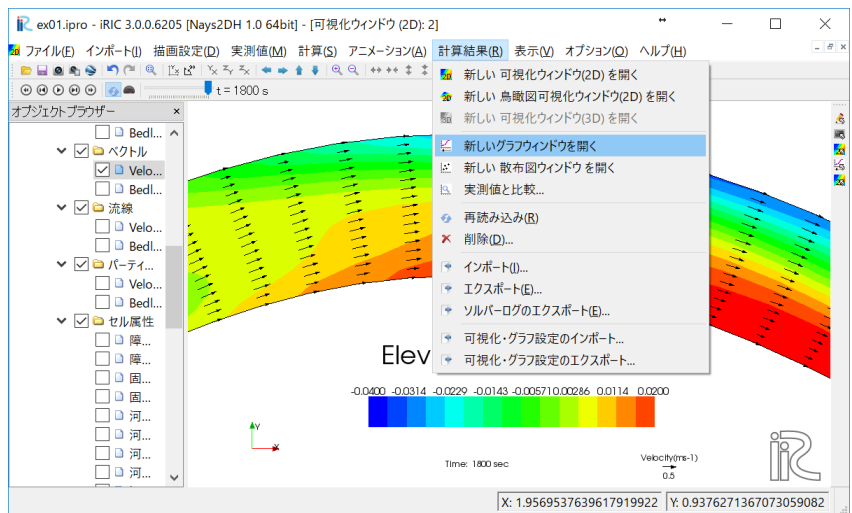 ex01.ipro - iRIC 3.0.0.6205 [Nays2DH 1.0 64bit] - [可視化ウィンドウ (2D): 2]
ファイル(F) インポート(I) 描画設定(D) 実測値(M) 計算(S) アニメーション(A) 計算結果(R) 表示(V) オプション(O) ヘルプ(H)
t = 1800 s
オブジェクトブラウザー
Bedl...
ベクトル
Velo...
Bedl...
流線
Velo...
Bedl...
パーティ...
Velo...
Bedl...
セル属性
障...
障...
固...
固...
河...
河...
河...
河...
新しい 可視化ウィンドウ(2D) を開く
新しい 鳥瞰図可視化ウィンドウ(2D) を開く
新しい 可視化ウィンドウ(3D) を開く
新しいグラフウィンドウを開く
新しい 散布図ウィンドウ を開く
実測値と比較...
再読み込み(R)
削除(D)...
インポート(I)...
エクスポート(E)...
ソルバーログのエクスポート(E)...
可視化・グラフ設定のインポート...
可視化・グラフ設定のエクスポート...
Elev
-0.0400 -0.0314 -0.0229 -0.0143 -0.005710.00286 0.0114 0.0200
Y
X
Time: 1800 sec
Velocity(ms-1)
0.5
iRIC
X: 1.9569537639617919922 Y: 0.9376271367073059082